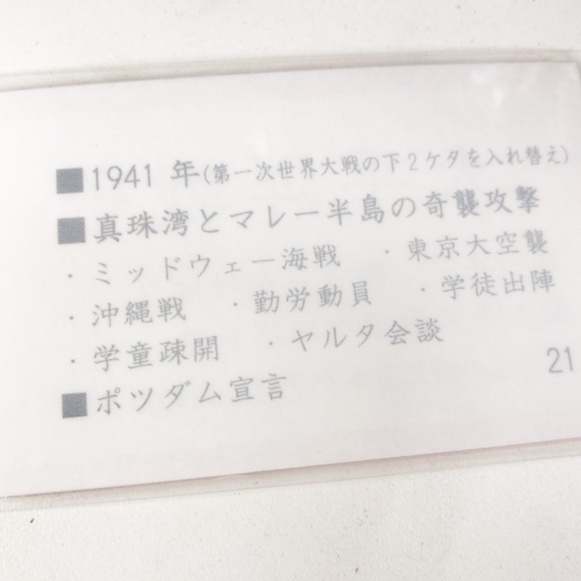 ■1941 年(第一次世界大戦の下2ケタを入れ替え)
■真珠湾とマレー半島の奇襲攻撃
・ミッドウェー海戦 ・東京大空襲
・沖縄戦 ・勤労動員 ・学徒出陣
・学童疎開 ・ヤルタ会談
■ポツダム宣言
21